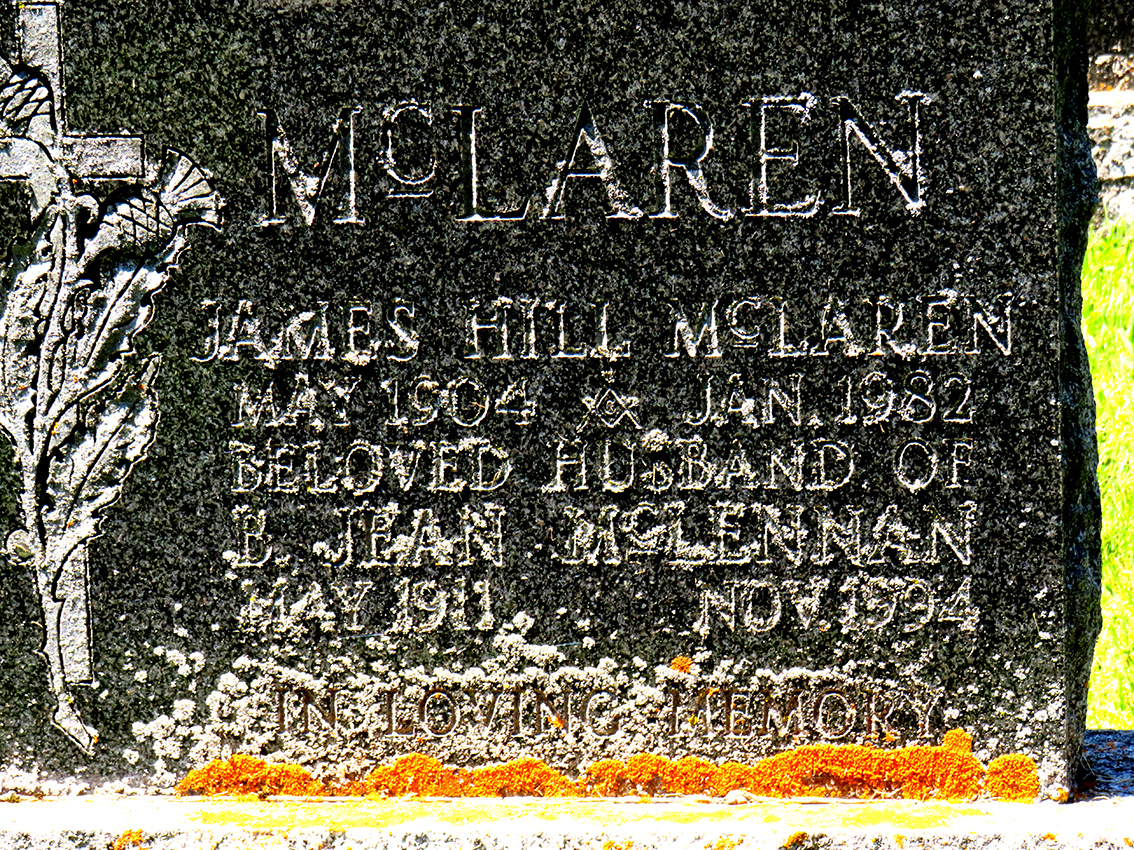 McLAREN
JAMES HILL McLAREN
MAY 1904 JAN. 1982
BELOVED HUSBAND OF
B. JEAN McLENNAN
MAY 1911 NOV. 1994
IN LOVING MEMORY